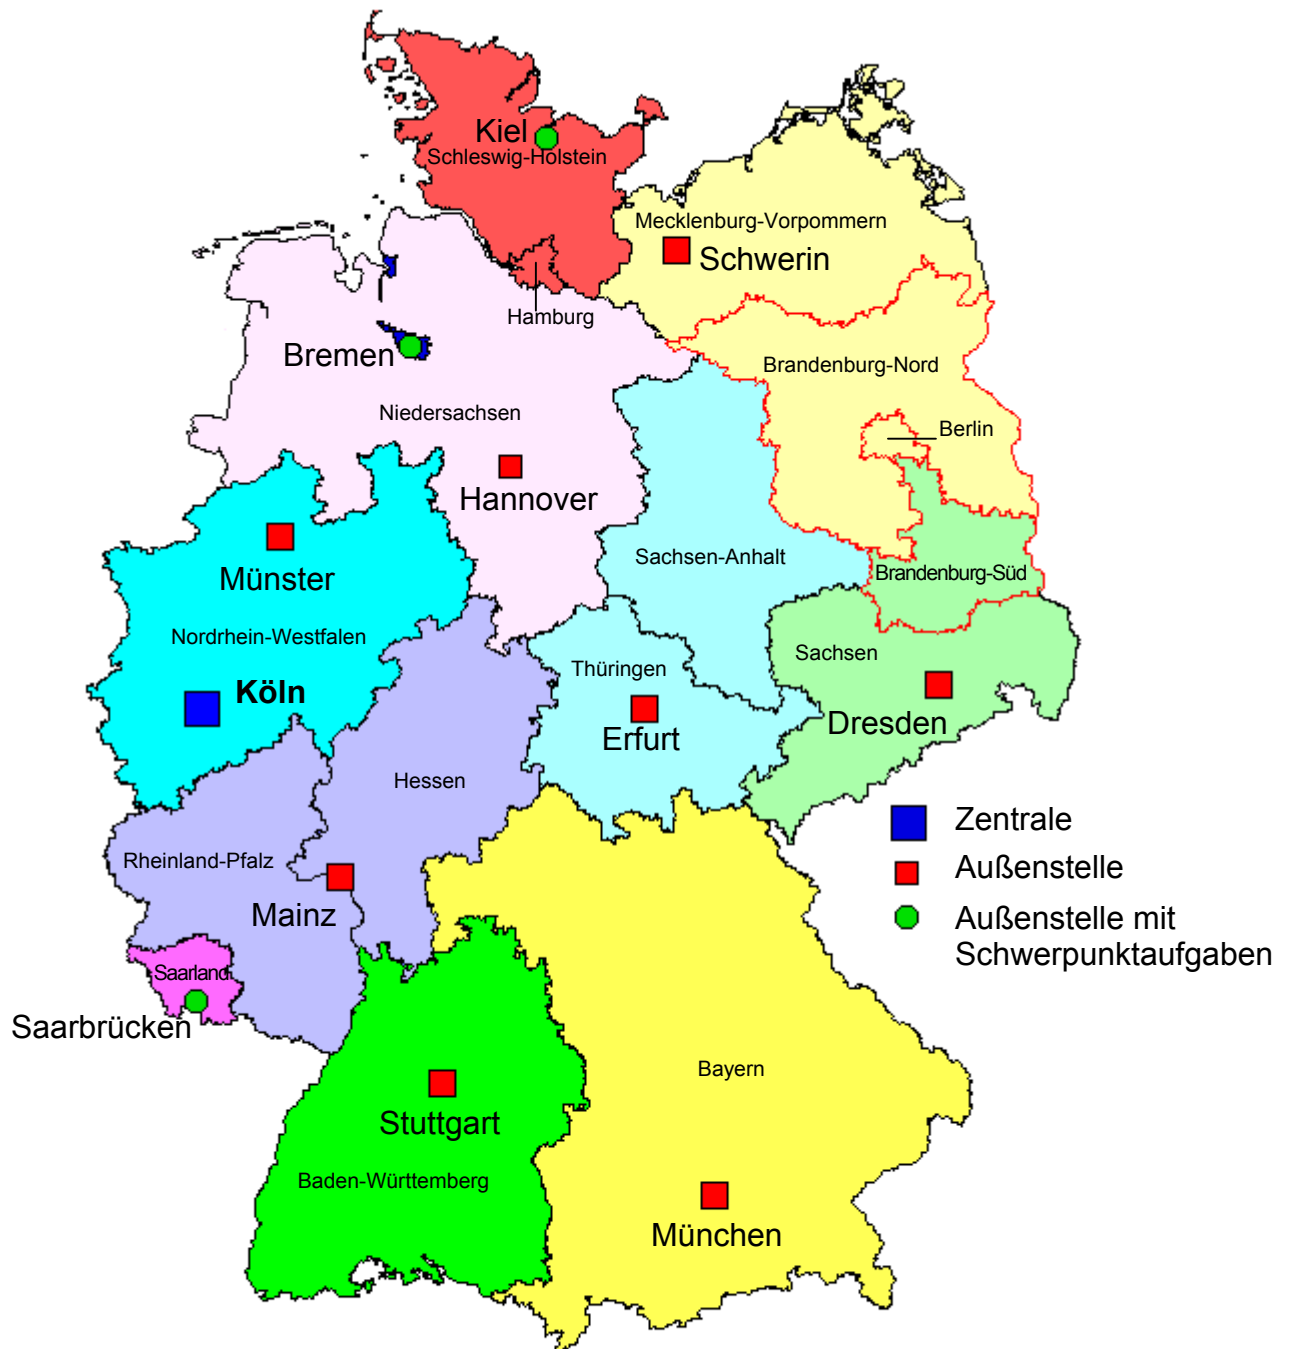 Kiel
Schleswig-Holstein
Mecklenburg-Vorpommern
Schwerin
Hamburg
Bremen
Brandenburg-Nord
Niedersachsen
Berlin
Hannover
Sachsen-Anhalt
Münster
Brandenburg-Süd
Nordrhein-Westfalen
Sachsen
Thüringen
Köln
Dresden
Erfurt
Hessen
Zentrale
Rheinland-Pfalz
Außenstelle
Mainz
Außenstelle mit
Schwerpunktaufgaben
Saarland
Saarbrücken
Bayern
Stuttgart
Baden-Württemberg
München